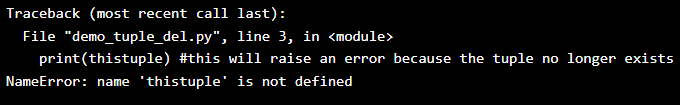 Traceback (most recent call last):
  File "demo_tuple_del.py", line 3, in <module>
    print(thistuple) #this will raise an error because the tuple no longer exists
NameError: name 'thistuple' is not defined